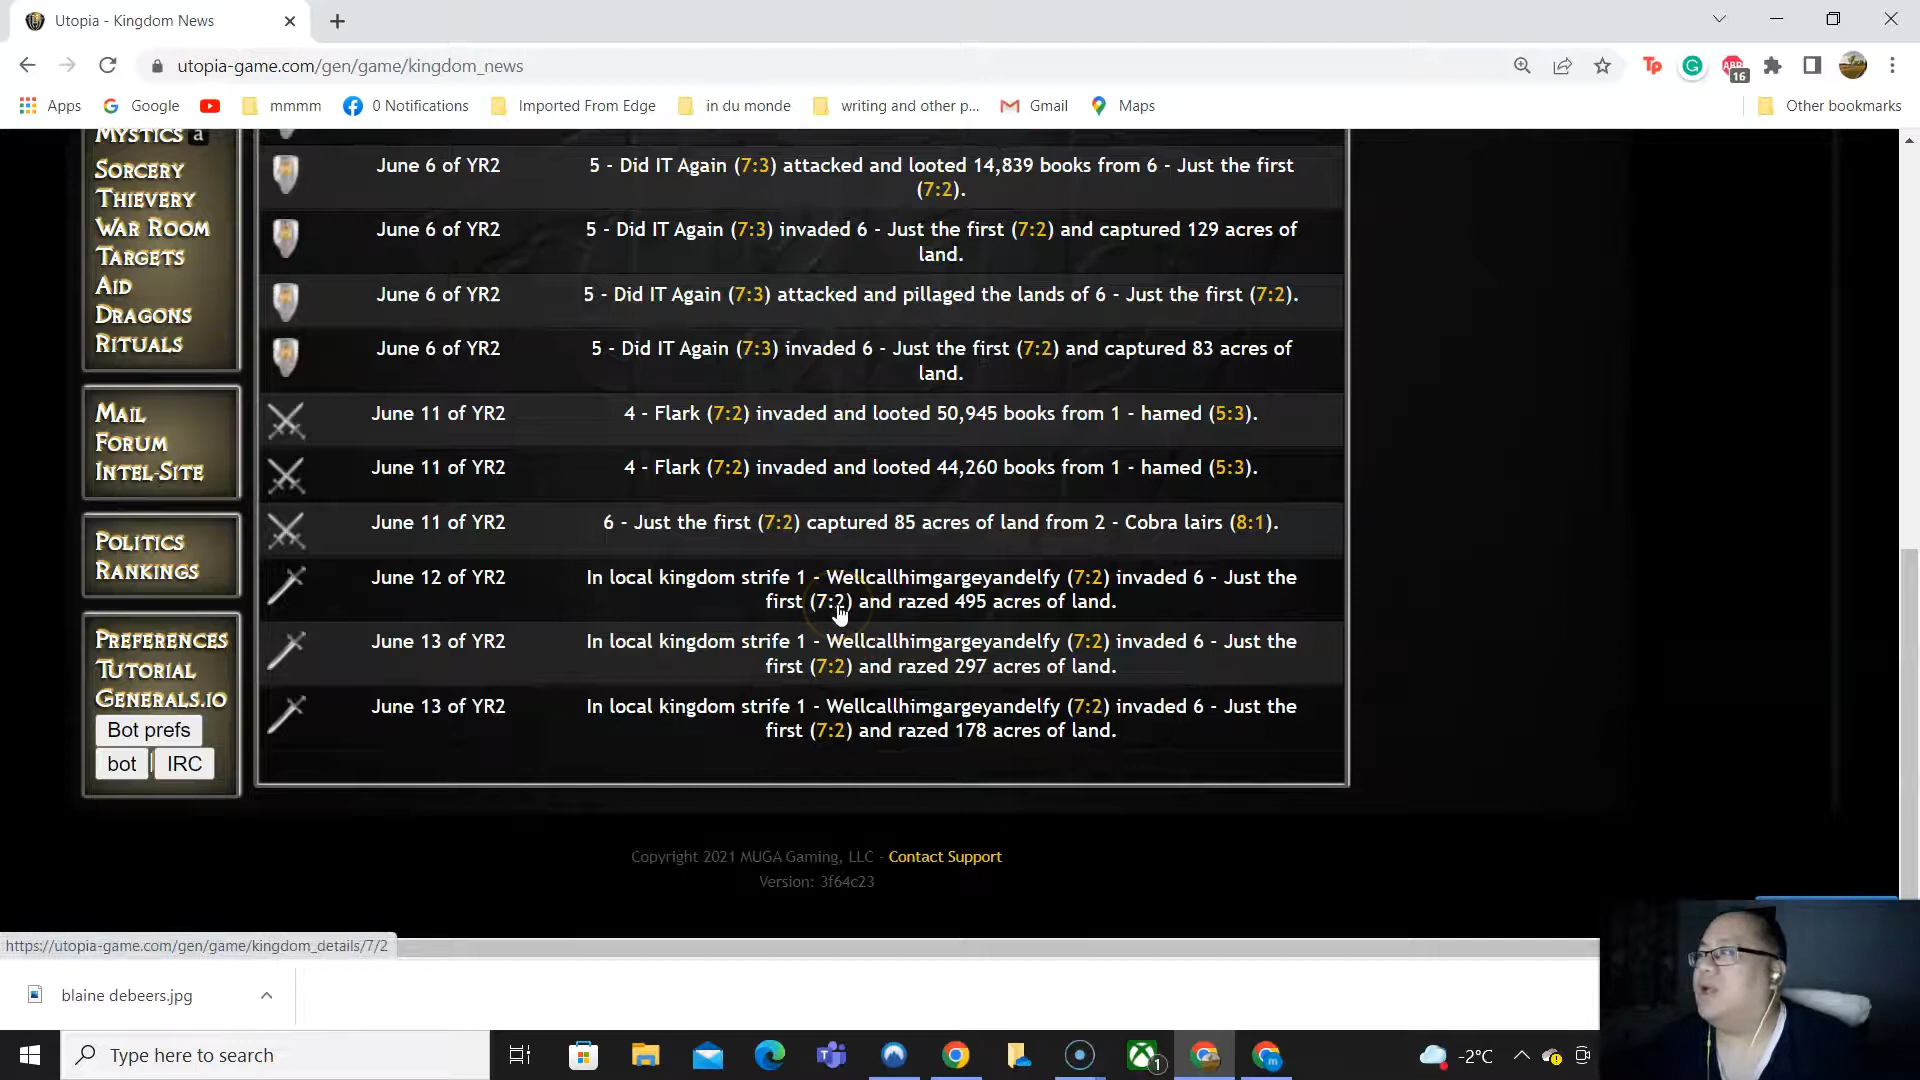 Utopia - Kingdom News
utopia-game.com/gen/game/kingdom_news
Tp
ABP
16
Apps
Google
mmmm
0 Notifications
Imported From Edge
in du monde
writing and other p...
Gmail
Maps
Other bookmarks
MYSTICS a
SORCERY
THIEVERY
WAR ROOM
TARGETS
AID
DRAGONS
RITUALS
MAIL
FORUM
INTEL-SITE
POLITICS
RANKINGS
PREFERENCES
TUTORIAL
GENERALS.IO
Bot prefs
bot | IRC
June 6 of YR2
5 - Did IT Again (7:3) attacked and looted 14,839 books from 6 - Just the first
(7:2).
June 6 of YR2
5 - Did IT Again (7:3) invaded 6 - Just the first (7:2) and captured 129 acres of
land.
June 6 of YR2
5 - Did IT Again (7:3) attacked and pillaged the lands of 6 - Just the first (7:2).
June 6 of YR2
5 - Did IT Again (7:3) invaded 6 - Just the first (7:2) and captured 83 acres of
land.
June 11 of YR2
4 - Flark (7:2) invaded and looted 50,945 books from 1 - hamed (5:3).
June 11 of YR2
4 - Flark (7:2) invaded and looted 44,260 books from 1 - hamed (5:3).
June 11 of YR2
6 - Just the first (7:2) captured 85 acres of land from 2 - Cobra lairs (8:1).
June 12 of YR2
In local kingdom strife 1 - Wellcallhimgargeyandelfy (7:2) invaded 6 - Just the
first (7:2) and razed 495 acres of land.
June 13 of YR2
In local kingdom strife 1 - Wellcallhimgargeyandelfy (7:2) invaded 6 - Just the
first (7:2) and razed 297 acres of land.
June 13 of YR2
In local kingdom strife 1 - Wellcallhimgargeyandelfy (7:2) invaded 6 - Just the
first (7:2) and razed 178 acres of land.
Copyright 2021 MUGA Gaming, LLC - Contact Support
Version: 3f64c23
https://utopia-game.com/gen/game/kingdom_details/7/2
blaine debeers.jpg
Type here to search
1
m
-2°C